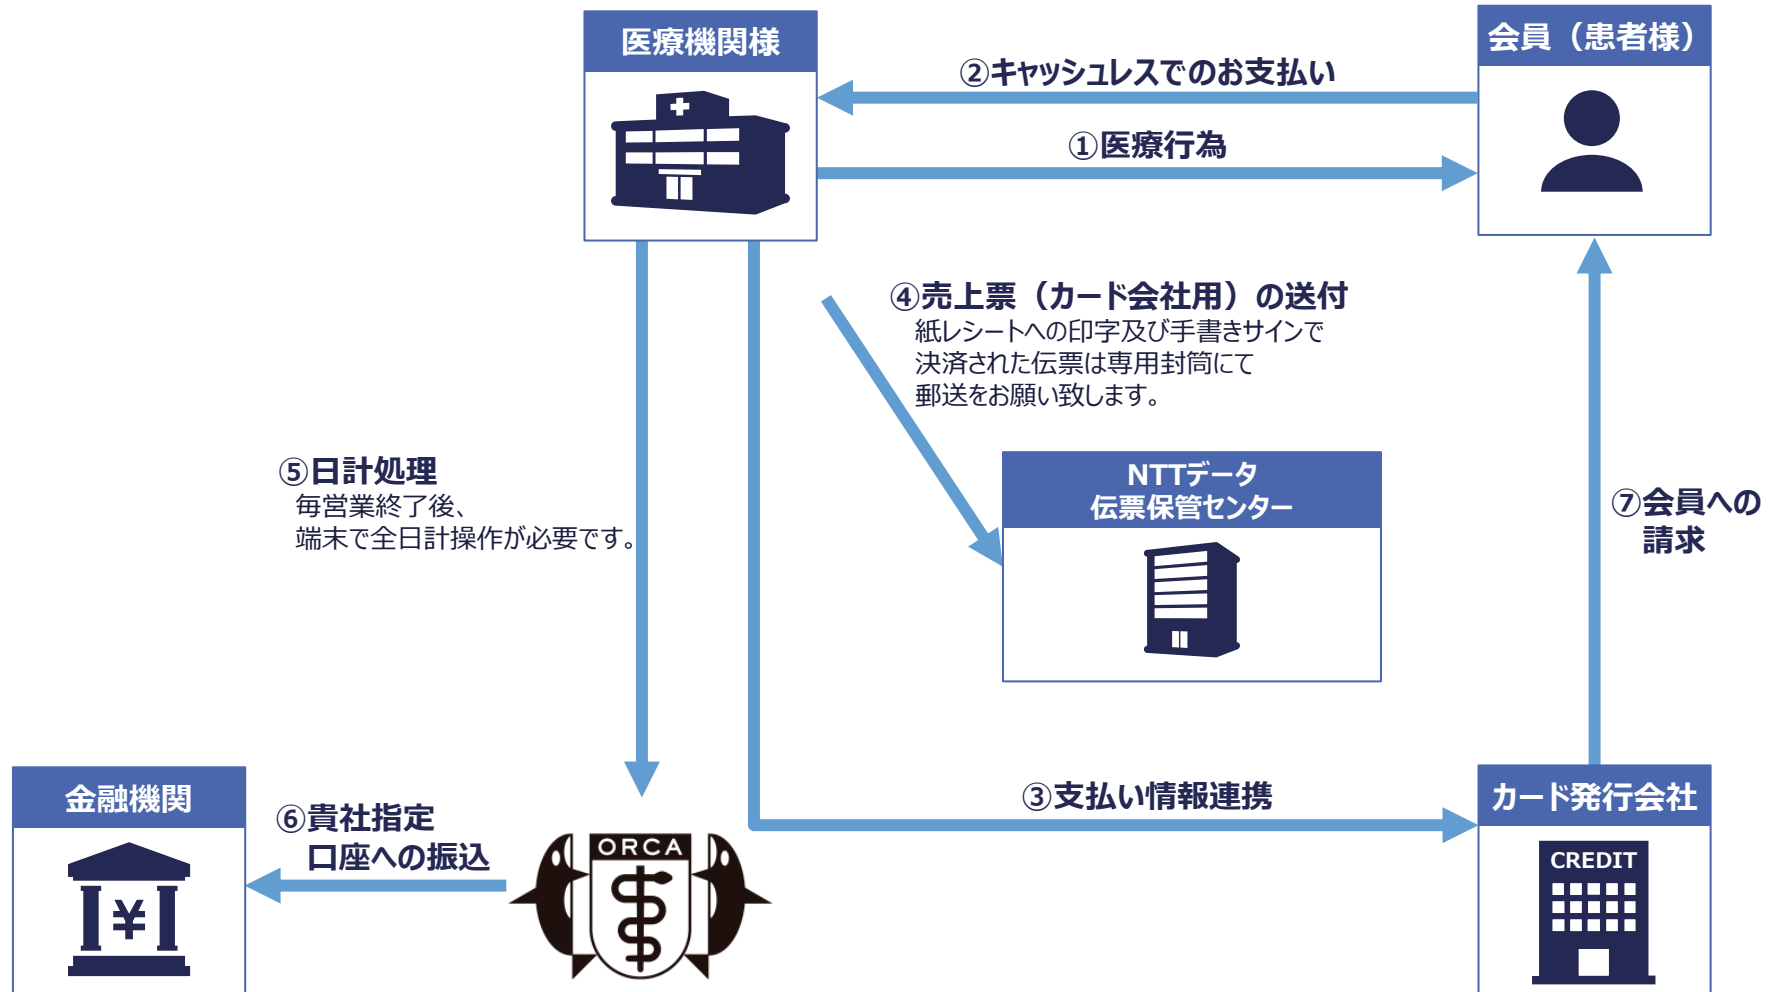 医療機関様
会員（患者様）
②キャッシュレスでのお支払い
①医療行為
④売上票（カード会社用）の送付
紙レシートへの印字及び手書きサインで
決済された伝票は専用封筒にて
郵送をお願い致します。
⑤日計処理
毎営業終了後、
端末で全日計操作が必要です。
NTTデータ
伝票保管センター
⑦会員への
請求
金融機関
¥
⑥貴社指定
口座への振込
ORCA
③支払い情報連携
カード発行会社
CREDIT